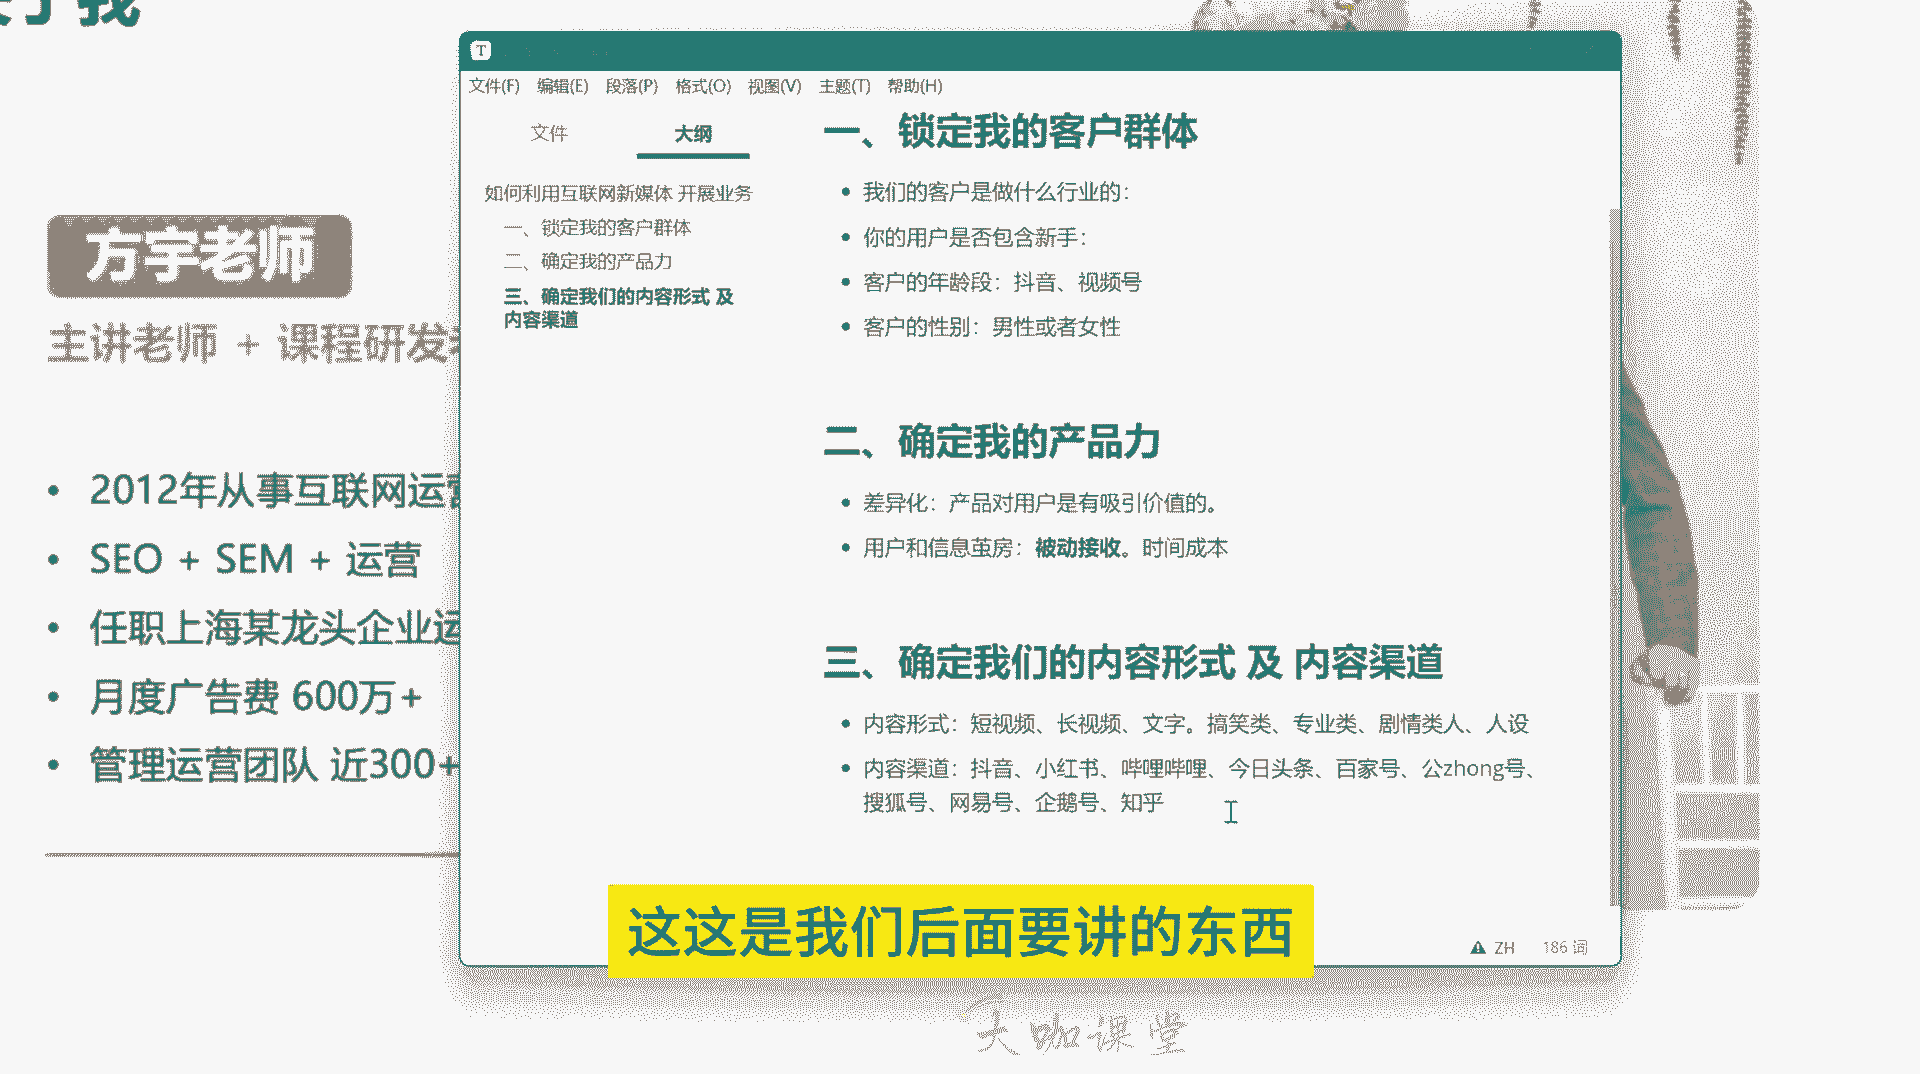 我
方宇老师
主讲老师 + 课程研发
2012年从事互联网运营
SEO + SEM + 运营
任职上海某龙头企业运
月度广告费 600万+
管理运营团队 近300+
T
文件(F) 编辑(E) 段落(P) 格式(O) 视图(V) 主题(T) 帮助(H)
文件 大纲
如何利用互联网新媒体 开展业务
一、锁定我的客户群体
二、确定我的产品力
三、确定我们的内容形式 及
内容渠道
一、锁定我的客户群体
我们的客户是做什么行业的：
你的用户是否包含新手：
客户的年龄段：抖音、视频号
客户的性别：男性或者女性
二、确定我的产品力
差异化：产品对用户是有吸引价值的。
用户和信息茧房：被动接收。时间成本
三、确定我们的内容形式 及 内容渠道
内容形式：短视频、长视频、文字。搞笑类、专业类、剧情类人、人设
内容渠道：抖音、小红书、哔哩哔哩、今日头条、百家号、公zhong号、
搜狐号、网易号、企鹅号、知乎
这这是我们后面要讲的东西
ZH 186 词
大咖课堂